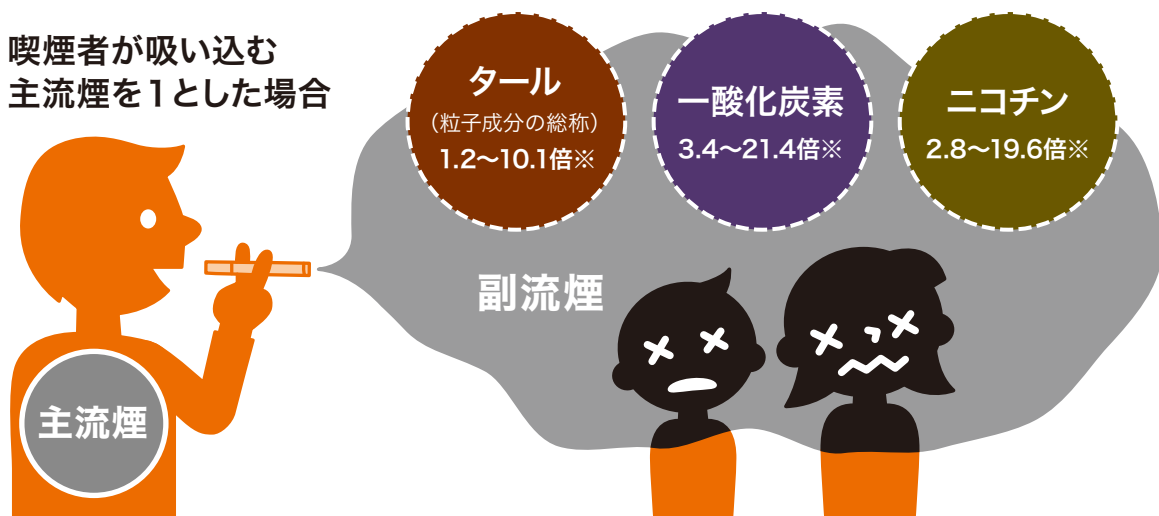 喫煙者が吸い込む
主流煙を1とした場合
タール
（粒子成分の総称）
1.2〜10.1倍※
一酸化炭素
3.4〜21.4倍※
ニコチン
2.8〜19.6倍※
副流煙
主流煙